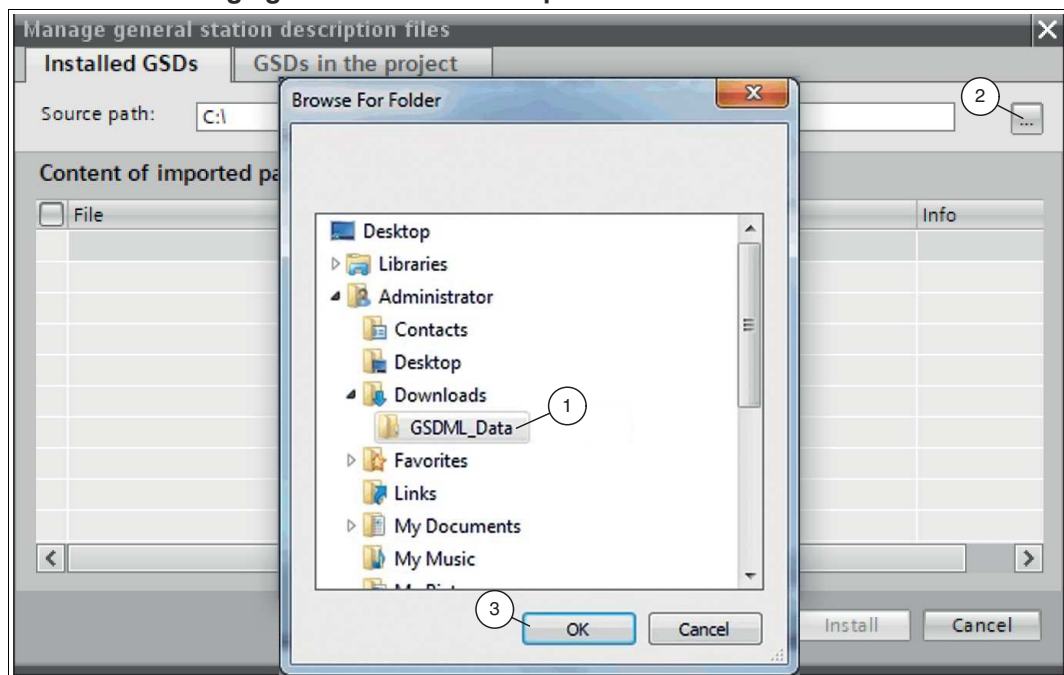 Manage general station description files
Installed GSDs
GSDs in the project
Source path:
C:\
...
2
Browse For Folder
Content of imported pa
File
Info
Desktop
Libraries
Administrator
Contacts
Desktop
Downloads
1
GSDML_Data
Favorites
Links
My Documents
My Music
3
OK
Cancel
Install
Cancel